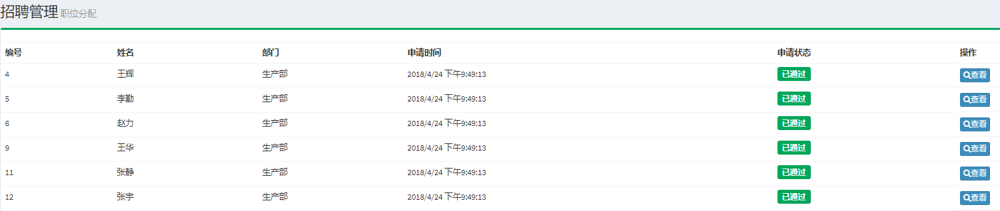 招聘管理 职位分配
编号 姓名 部门 申请时间 申请状态 操作
4 王辉 生产部 2018/4/24 下午9:49:13 已通过 查看
5 李勤 生产部 2018/4/24 下午9:49:13 已通过 查看
6 赵力 生产部 2018/4/24 下午9:49:13 已通过 查看
9 王华 生产部 2018/4/24 下午9:49:13 已通过 查看
11 张静 生产部 2018/4/24 下午9:49:13 已通过 查看
12 张宇 生产部 2018/4/24 下午9:49:13 已通过 查看